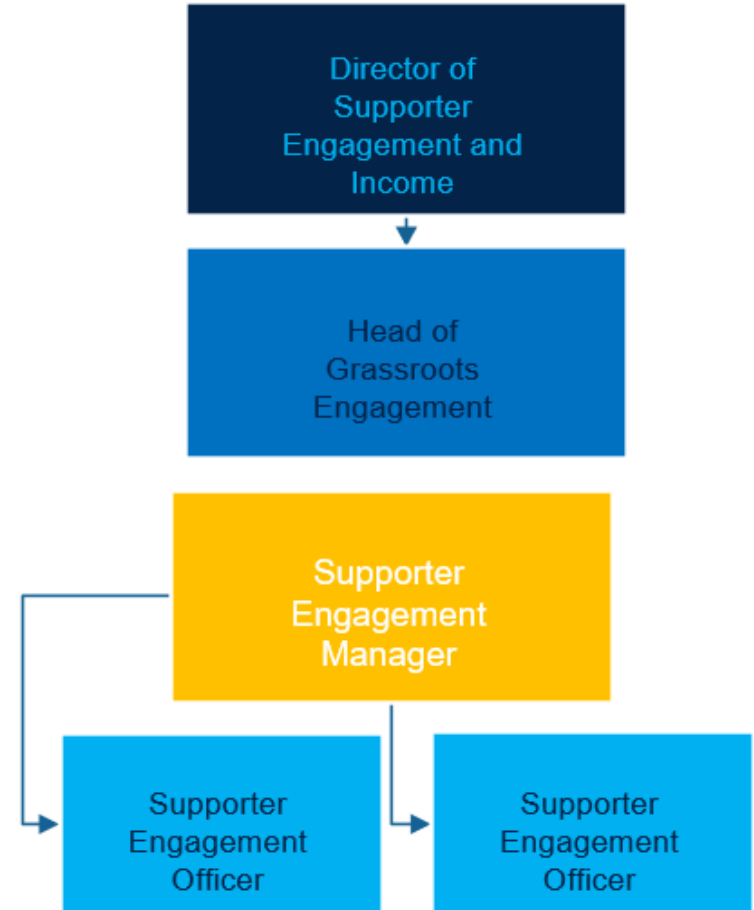 Director of
Supporter
Engagement and
Income
Head of
Grassroots
Engagement
Supporter
Engagement
Manager
Supporter
Engagement
Officer
Supporter
Engagement
Officer